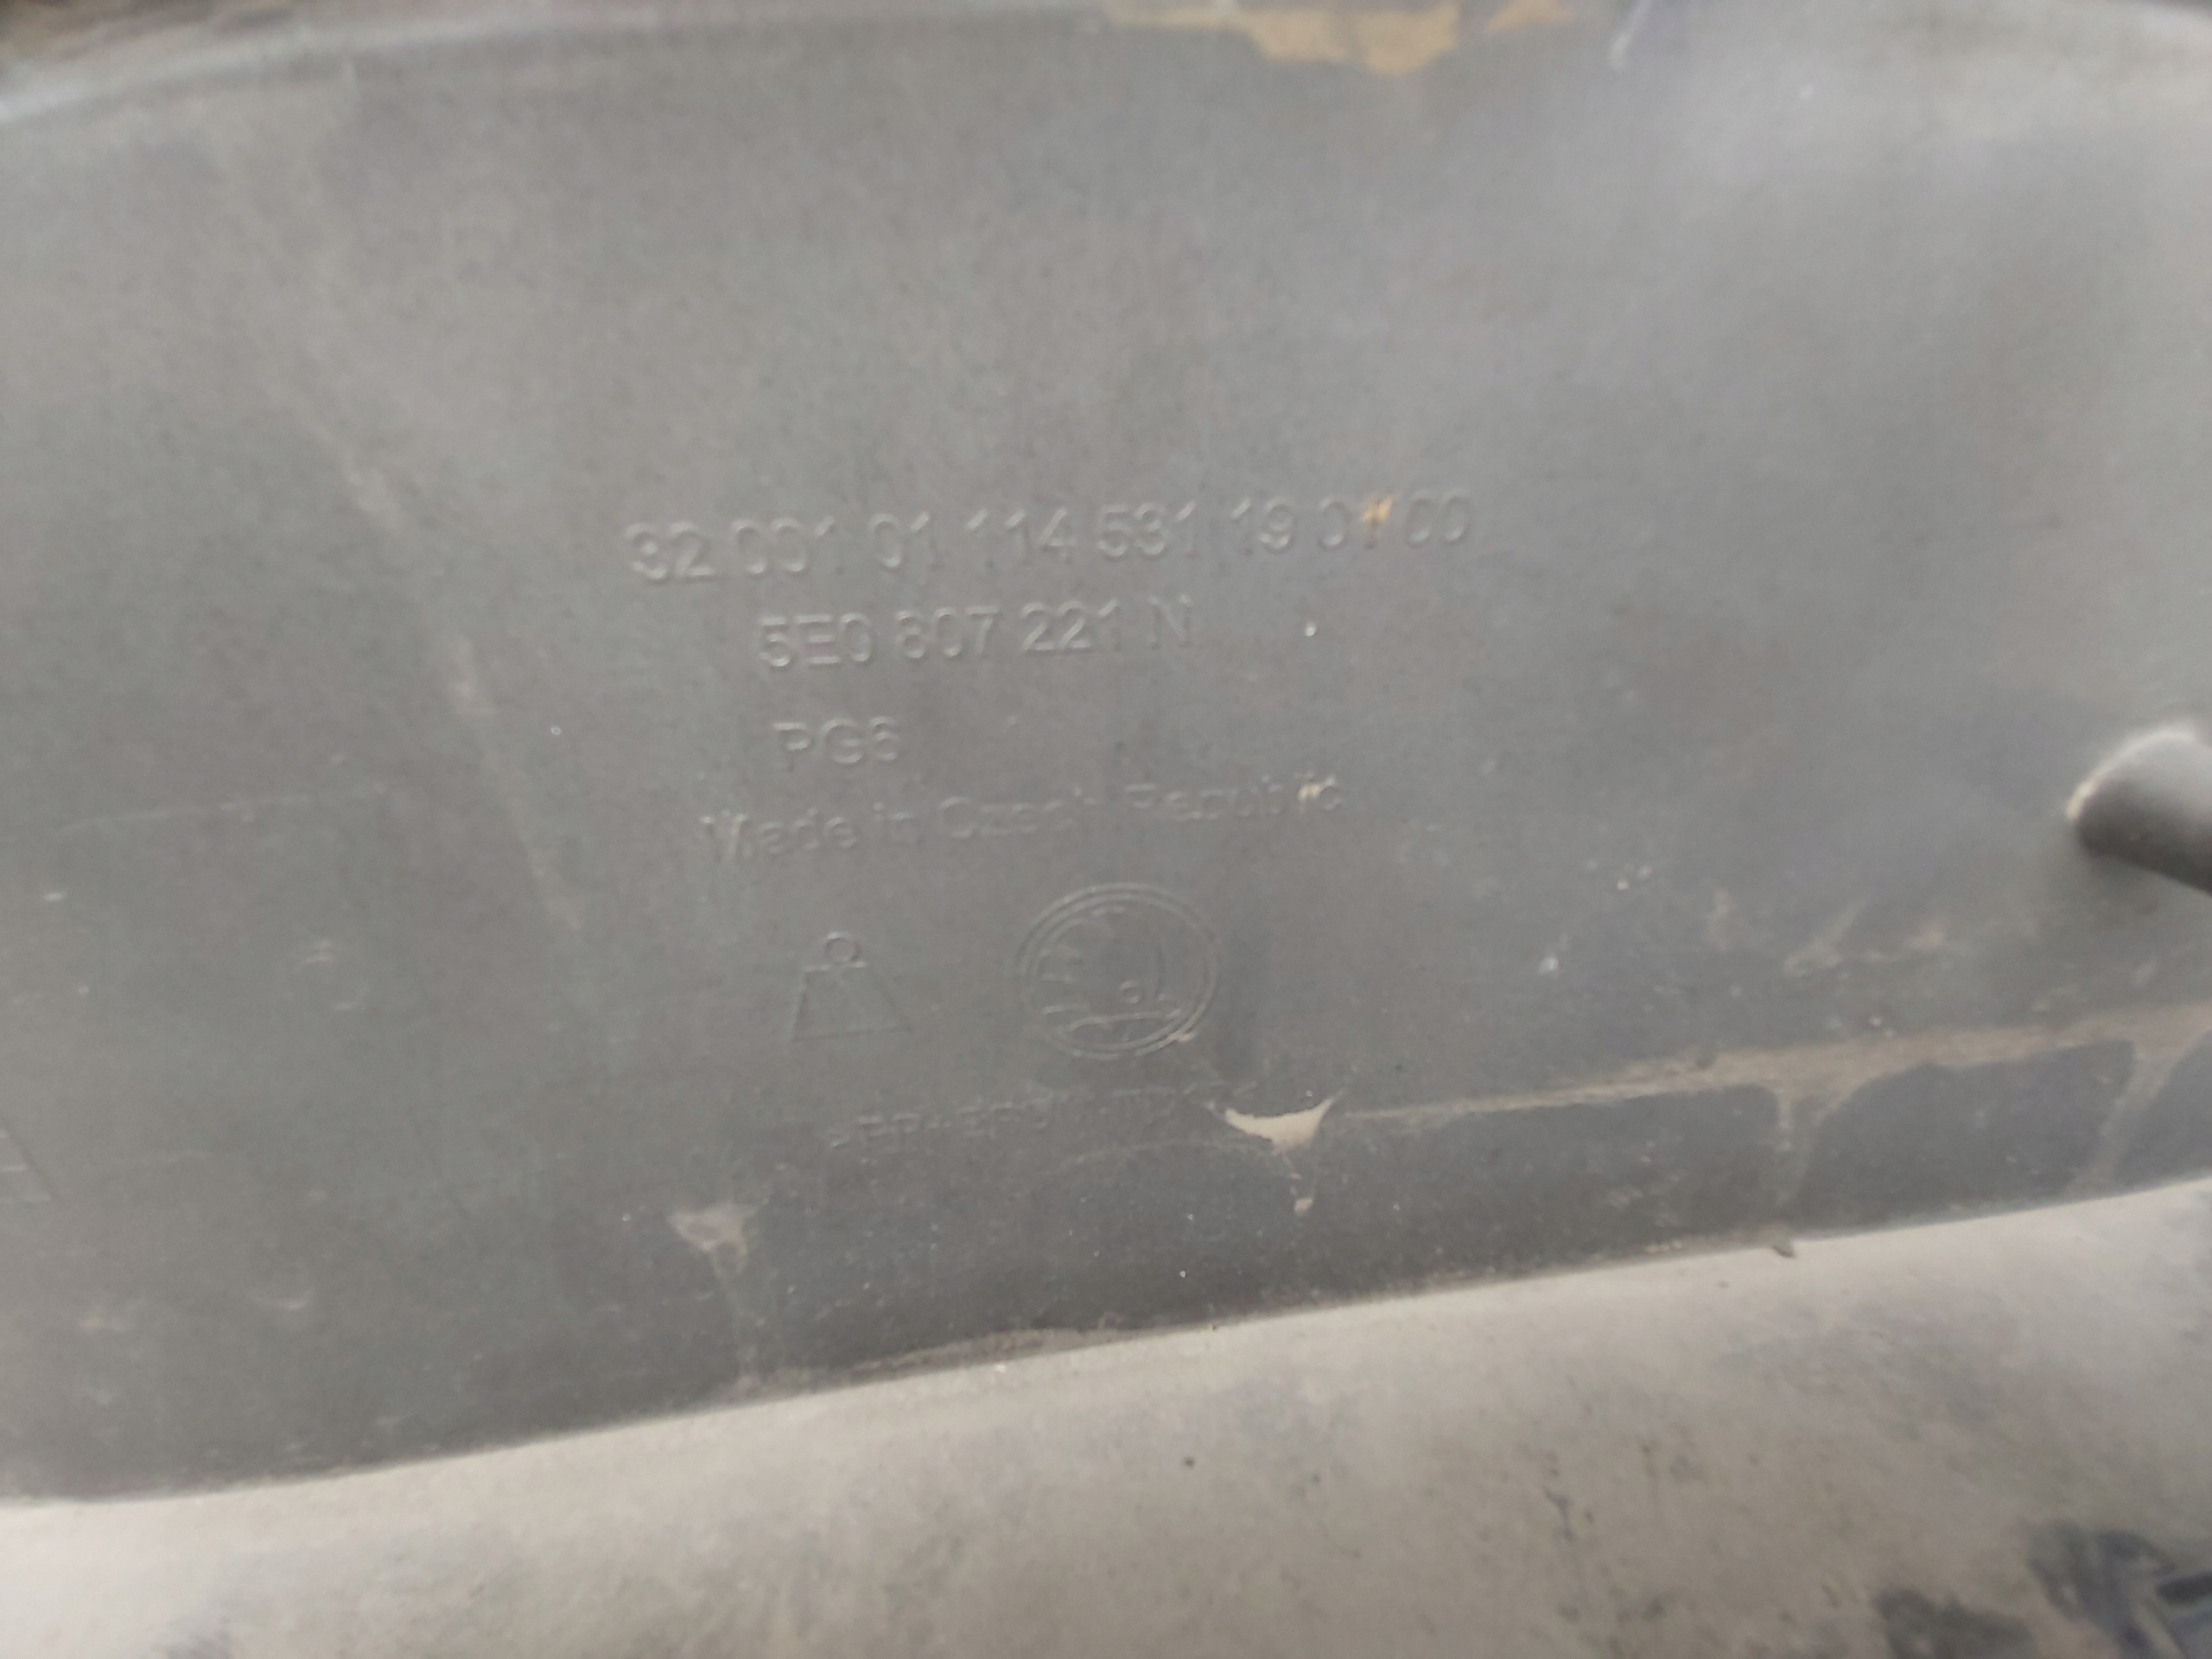 32 001 01 114 531 19 01 00
5E0 807 221 N
PG6
Made in Czech Republic